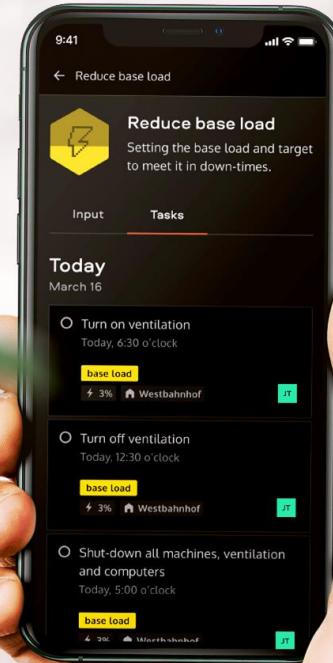 9:41
← Reduce base load
Reduce base load
Setting the base load and target
to meet it in down-times.
Input Tasks
Today
March 16
Turn on ventilation
Today, 6:30 o'clock
base load
3% Westbahnhof JT
Turn off ventilation
Today, 12:30 o'clock
base load
3% Westbahnhof JT
Shut-down all machines, ventilation
and computers
Today, 5:00 o'clock
base load
3% Westbahnhof JT